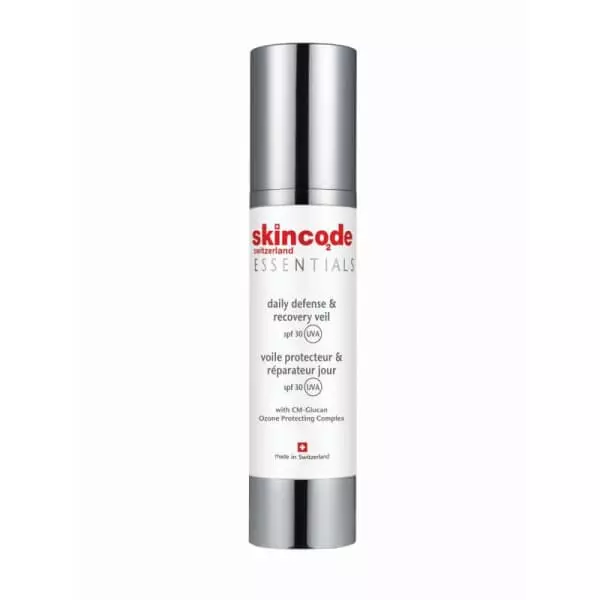 skinco2de
switzerland
ESSENTIALS
daily defense &
recovery veil
spf 30 UVA
voile protecteur &
réparateur jour
spf 30 UVA
with CM-Glucan
Ozone Protecting Complex
made in Switzerland